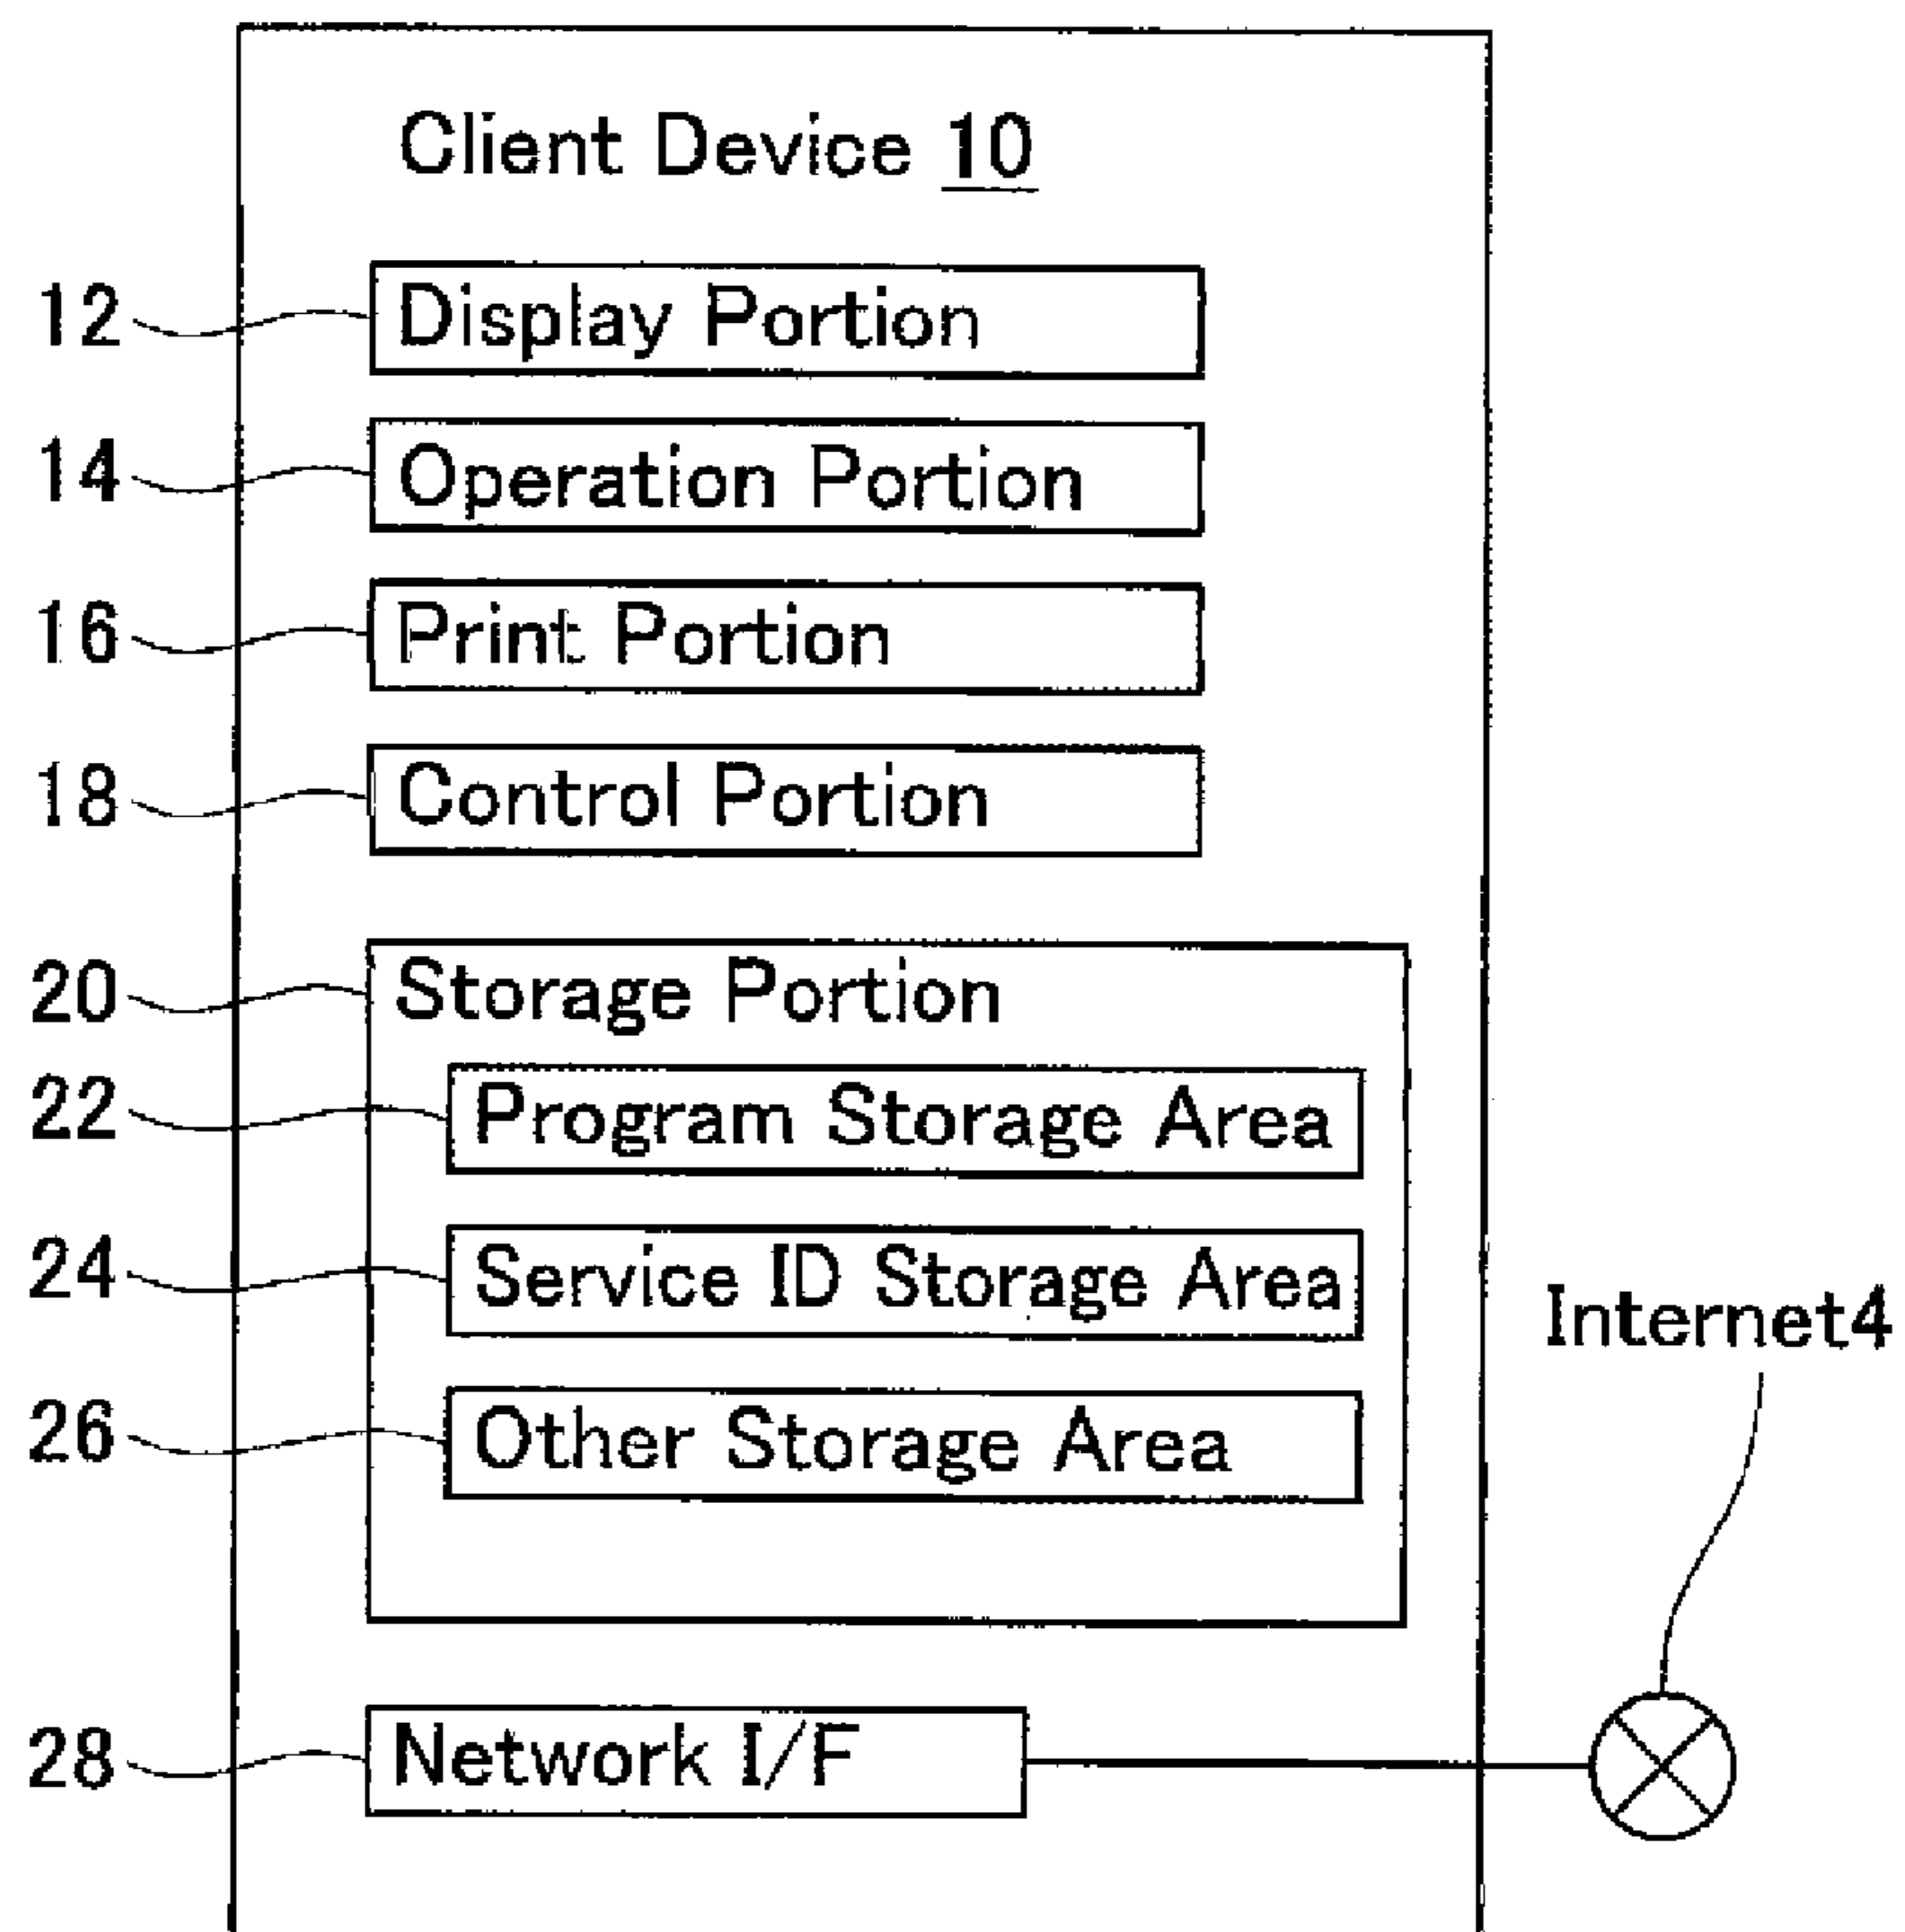 Client Device 10
12 Display Portion
14 Operation Portion
16 Print Portion
18 Control Portion
20 Storage Portion
22 Program Storage Area
24 Service ID Storage Area
26 Other Storage Area
Internet4
28 Network I/F